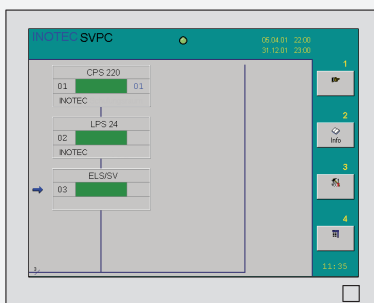 INOTEC SVPC
05.04.01 22:00
31.12.01 23:00
1
CPS 220
01 01
INOTEC
2
Info
LPS 24
02
INOTEC
3
ELS/SV
03
4
11:35